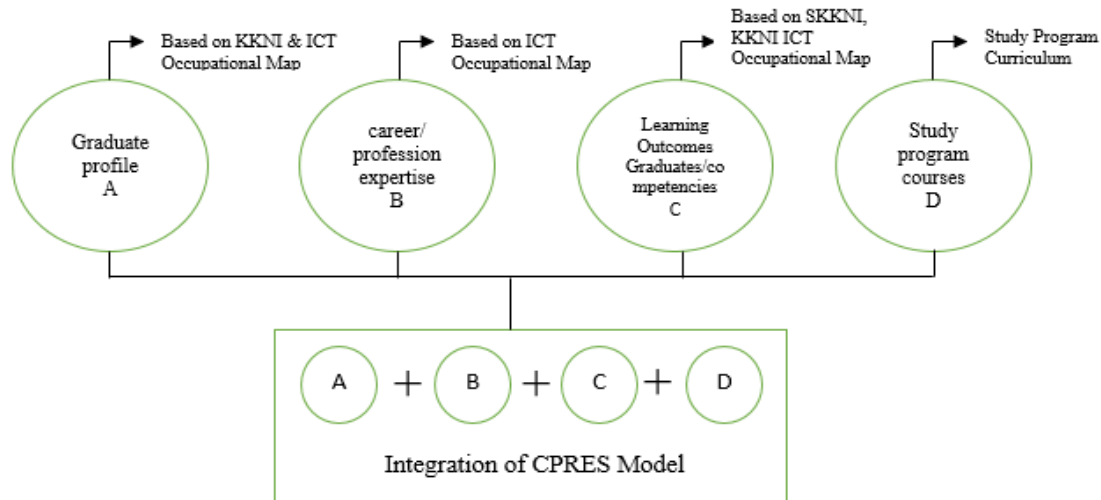 Based on KKNI & ICT
Occupational Map
Based on ICT
Occupational Map
Based on SKKNI,
KKNI ICT
Occupational Map
Study Program
Curriculum
Graduate
profile
A
career/
profession
expertise
B
Learning
Outcomes
Graduates/co
mpetencies
C
Study
program
courses
D
A + B + C + D
Integration of CPRES Model